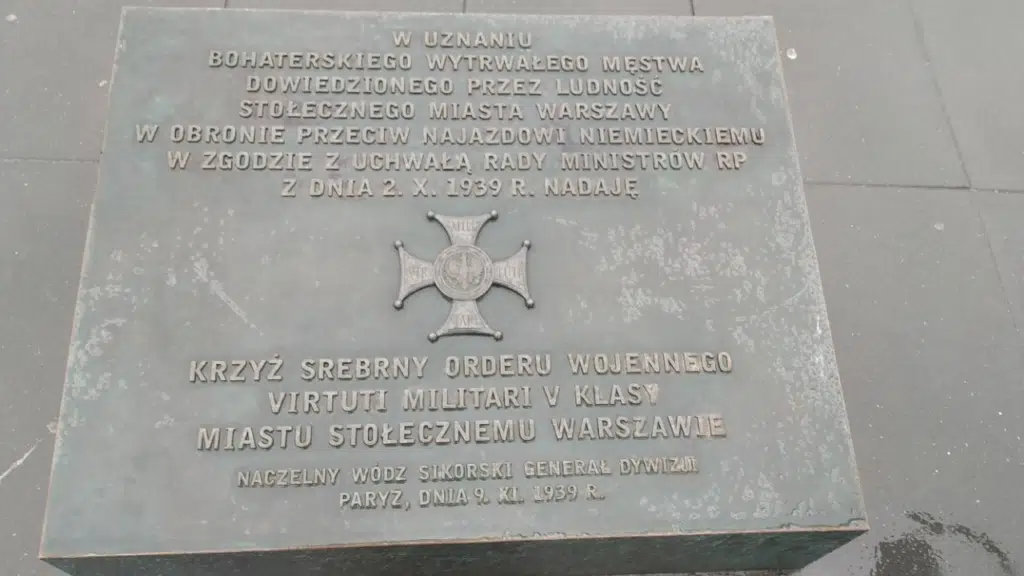 W UZNANIU
BOHATERSKIEGO WYTRWAŁEGO MĘSTWA
DOWIEDZIONEGO PRZEZ LUDNOŚĆ
STOŁECZNEGO MIASTA WARSZAWY
W OBRONIE PRZECIW NAJAZDOWI NIEMIECKIEMU
W ZGODZIE Z UCHWAŁĄ RADY MINISTRÓW RP
Z DNIA 2. X. 1939 R. NADAJĘ
KRZYŻ SREBRNY ORDERU WOJENNEGO
VIRTUTI MILITARI V KLASY
MIASTU STOŁECZNEMU WARSZAWIE
NACZELNY WÓDZ SIKORSKI GENERAŁ DYWIZJI
PARYŻ, DNIA 9. XI. 1939 R.